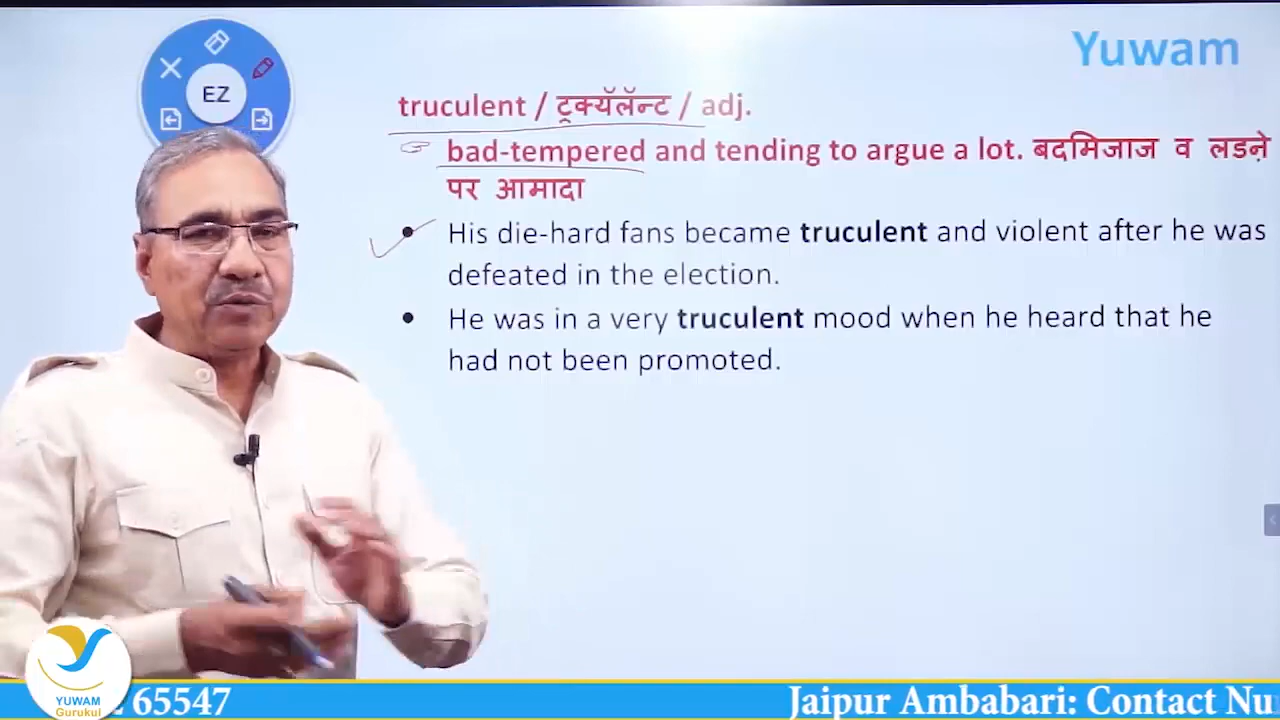 Yuwam
EZ
truculent / ट्रक्यॅलॅन्ट / adj.
☞ bad-tempered and tending to argue a lot. बदमिजाज व लडऩे
पर आमादा
• His die-hard fans became truculent and violent after he was
defeated in the election.
• He was in a very truculent mood when he heard that he
had not been promoted.
YUWAM
Gurukul
65547
Jaipur Ambabari: Contact Nu